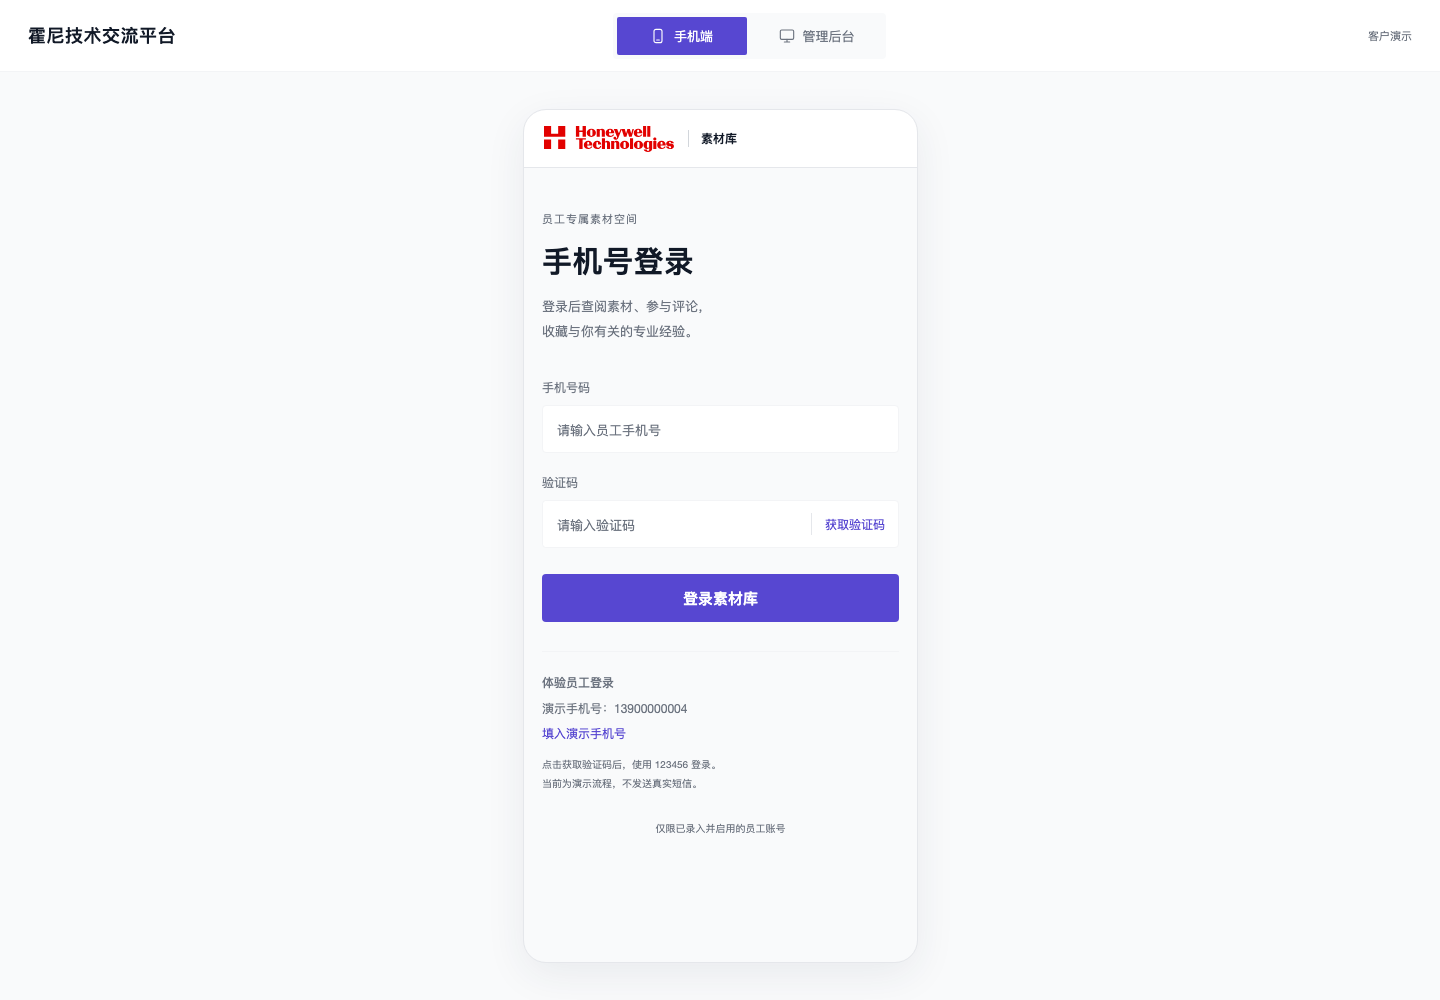 霍尼技术交流平台
手机端
管理后台
客户演示
Honeywell
Technologies
素材库
员工专属素材空间
手机号登录
登录后查阅素材、参与评论，
收藏与你有关的专业经验。
手机号码
请输入员工手机号
验证码
请输入验证码
获取验证码
登录素材库
体验员工登录
演示手机号：13900000004
填入演示手机号
点击获取验证码后，使用 123456 登录。
当前为演示流程，不发送真实短信。
仅限已录入并启用的员工账号